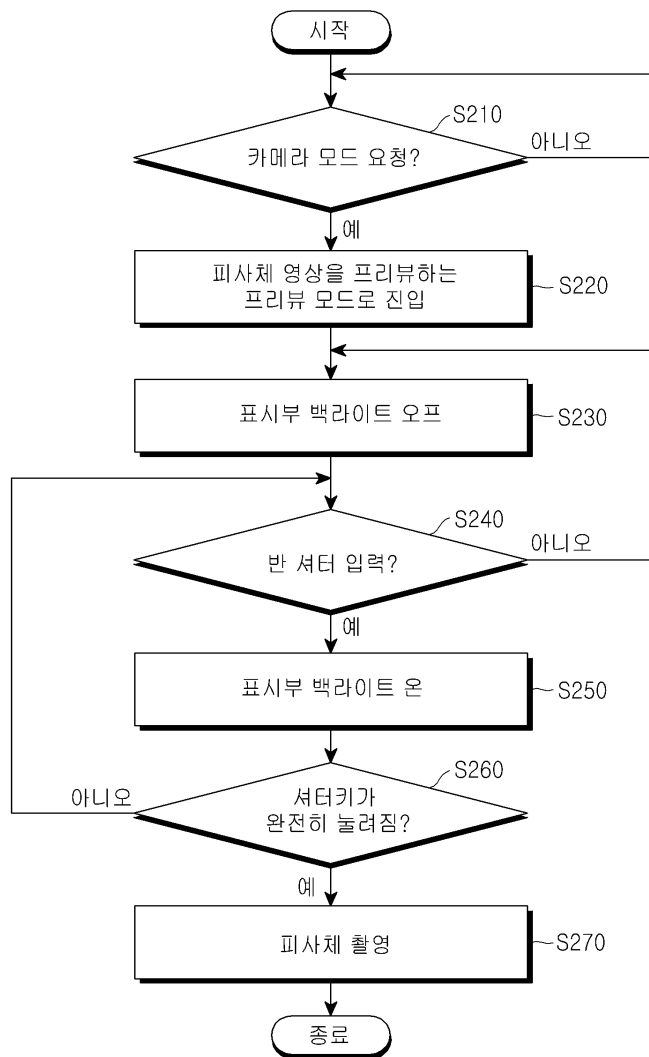 시작
S210
카메라 모드 요청?
아니오
예
피사체 영상을 프리뷰하는
프리뷰 모드로 진입
S220
표시부 백라이트 오프
S230
S240
반 셔터 입력?
아니오
예
표시부 백라이트 온
S250
S260
셔터키가
완전히 눌려짐?
아니오
예
피사체 촬영
S270
종료